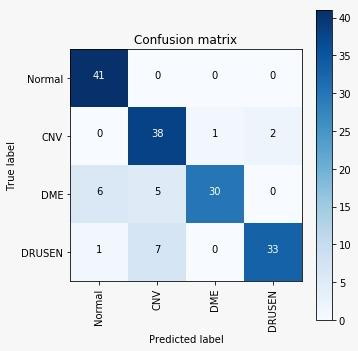 Confusion matrix
Normal 41 0 0 0
CNV 0 38 1 2
DME 6 5 30 0
DRUSEN 1 7 0 33
Normal CNV DME DRUSEN
True label
Predicted label
40
35
30
25
20
15
10
5
0